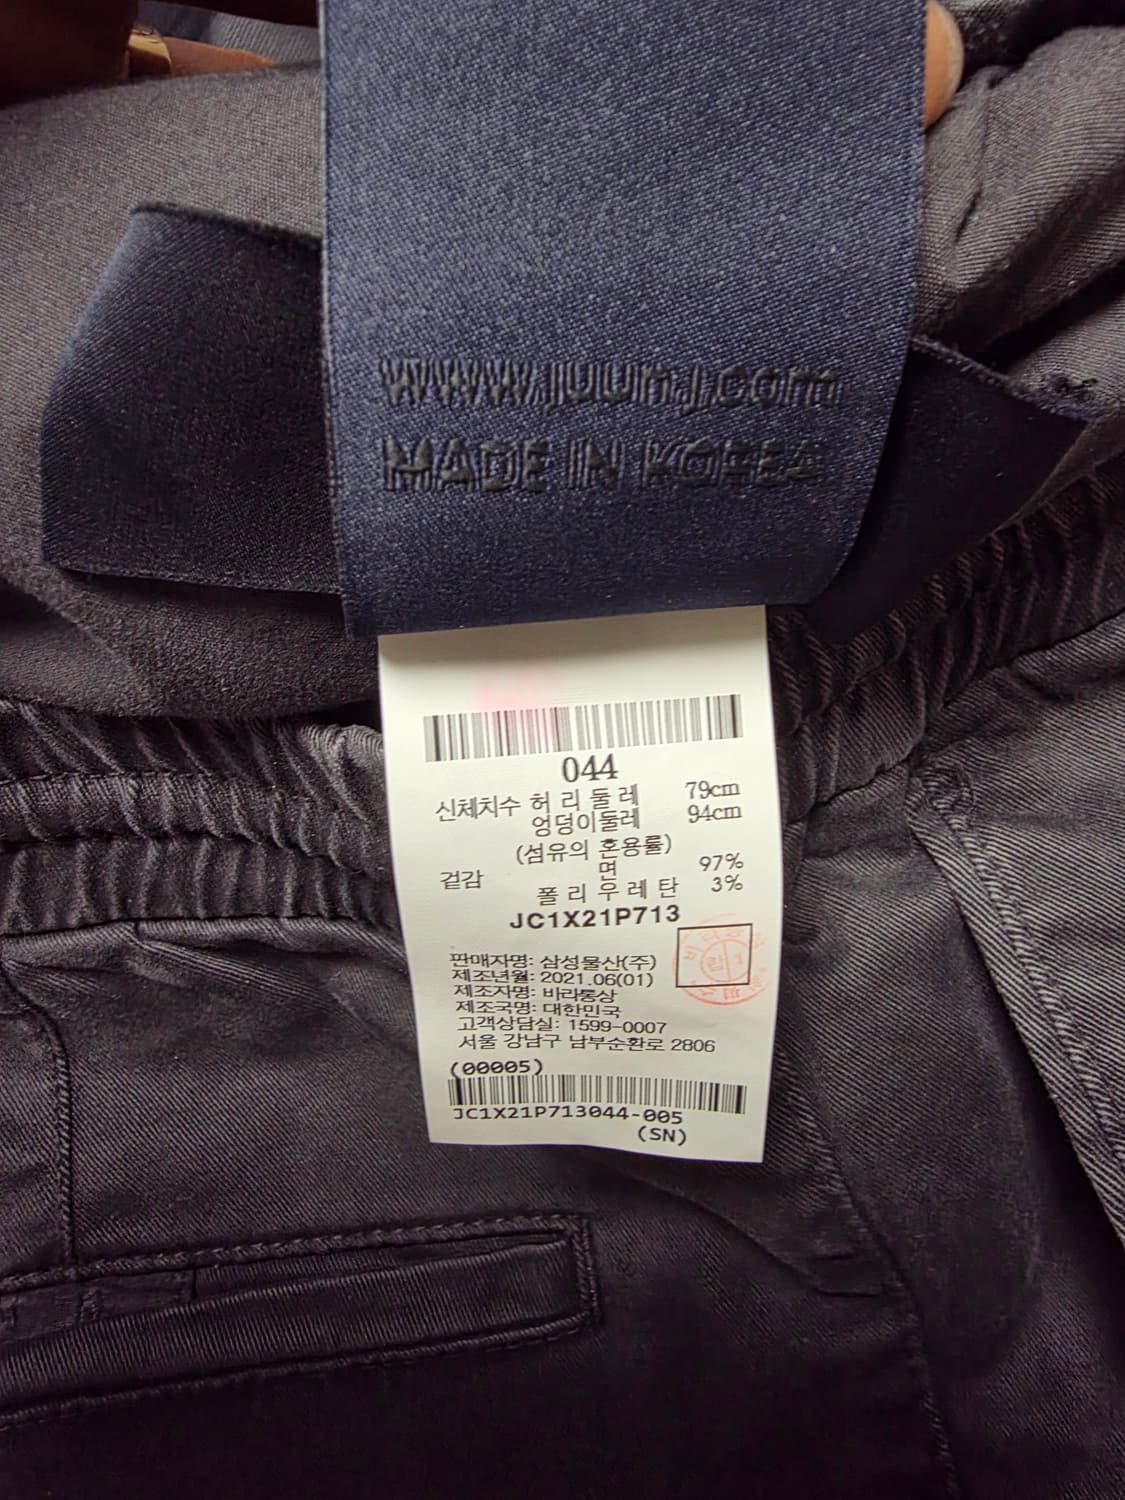 www.juunj.com
MADE IN KOREA
044
신체치수 허 리 둘 레 79cm
엉덩이둘레 94cm
(섬유의 혼용률)
겉감 면 97%
폴 리 우 레 탄 3%
JC1X21P713
판매자명: 삼성물산(주)
제조년월: 2021.06(01)
제조자명: 바라통상
제조국명: 대한민국
고객상담실: 1599-0007
서울 강남구 남부순환로 2806
(00005)
JC1X21P713044-005
(SN)